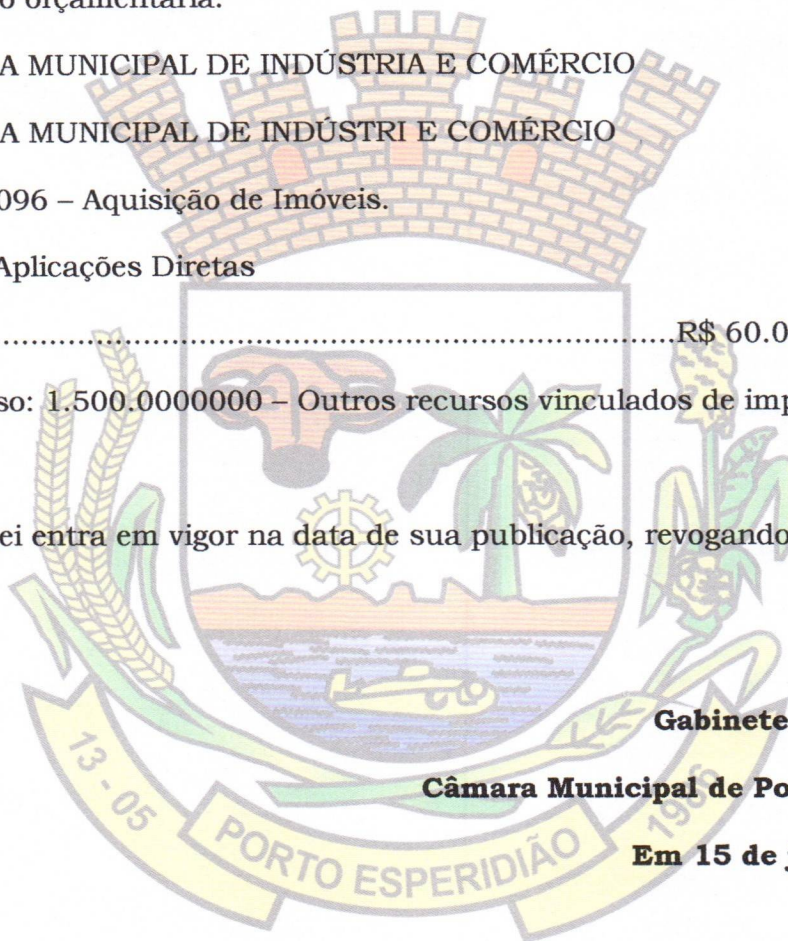 o orçamentária.
A MUNICIPAL DE INDÚSTRIA E COMÉRCIO
A MUNICIPAL DE INDÚSTRI E COMÉRCIO
096 – Aquisição de Imóveis.
Aplicações Diretas
....................................................................................R$ 60.0
so: 1.500.0000000 – Outros recursos vinculados de imp
ei entra em vigor na data de sua publicação, revogando
Gabinete
Câmara Municipal de Po
Em 15 de j
13 - 05
PORTO ESPERIDIÃO
1986